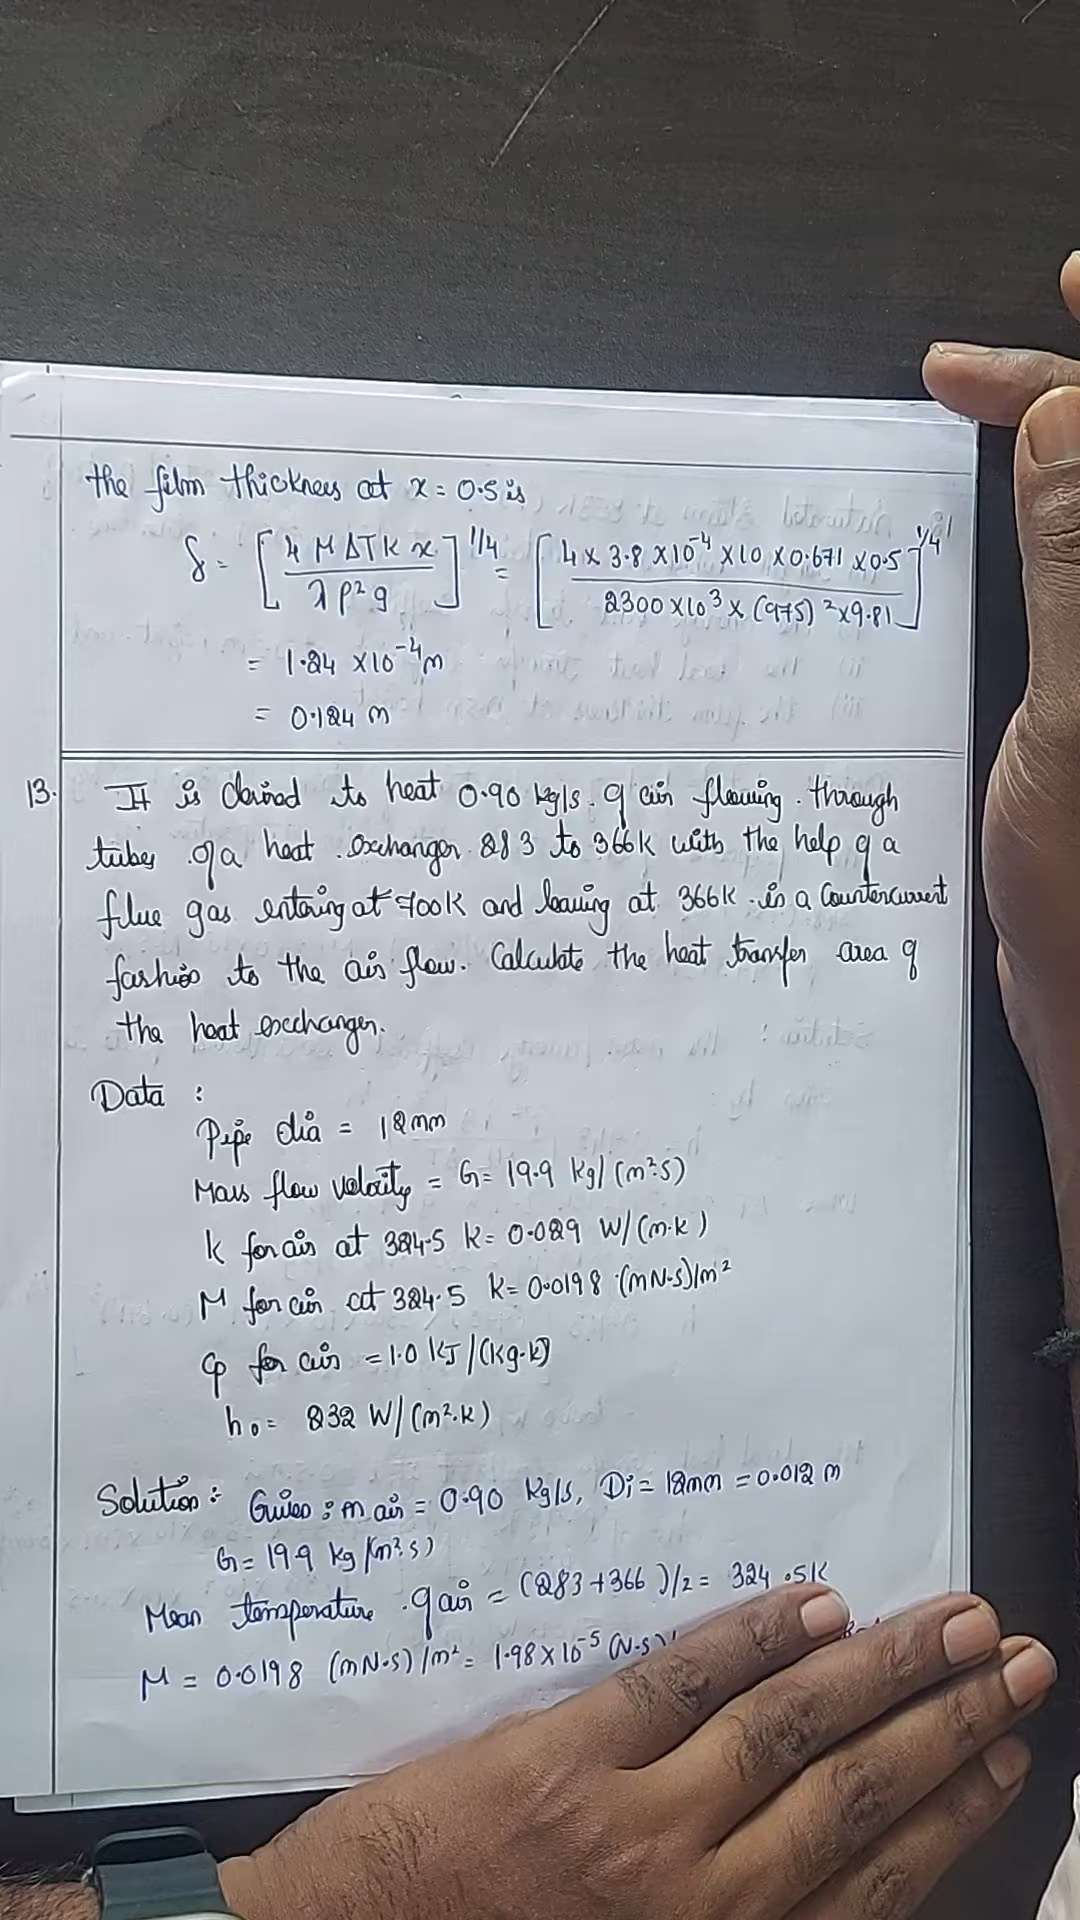 the film thickness at x = 0.5 is
δ = [4 μ ΔT K x / λ ρ² g]^1/4 = [4 x 3.8 x 10⁻⁴ x 10 x 0.671 x 0.5 / 2300 x 10³ x (975)² x 9.81]^1/4
= 1.24 x 10⁻⁴ m
= 0.124 m
13. It is desired to heat 0.90 kg/s of air flowing through
tubes of a heat exchanger 283 to 366K with the help of a
flue gas entering at 700K and leaving at 366K in a Countercurrent
fashion to the air flow. Calculate the heat transfer area of
the heat exchanger.
Data :
Pipe dia = 12mm
Mass flow velocity = G = 19.9 kg/(m².s)
K for air at 324.5 K = 0.029 W/(m.k)
μ for air at 324.5 K = 0.0198 (mN.s)/m²
Cp for air = 1.0 KJ/(kg.k)
ho = 232 W/(m².k)
Solution : Given : m air = 0.90 Kg/s, Di = 12mm = 0.012 m
G = 19.9 kg/(m².s)
Mean temperature of air = (283+366)/2 = 324.5K
μ = 0.0198 (mN.s)/m² = 1.98 x 10⁻⁵ (N.s)/